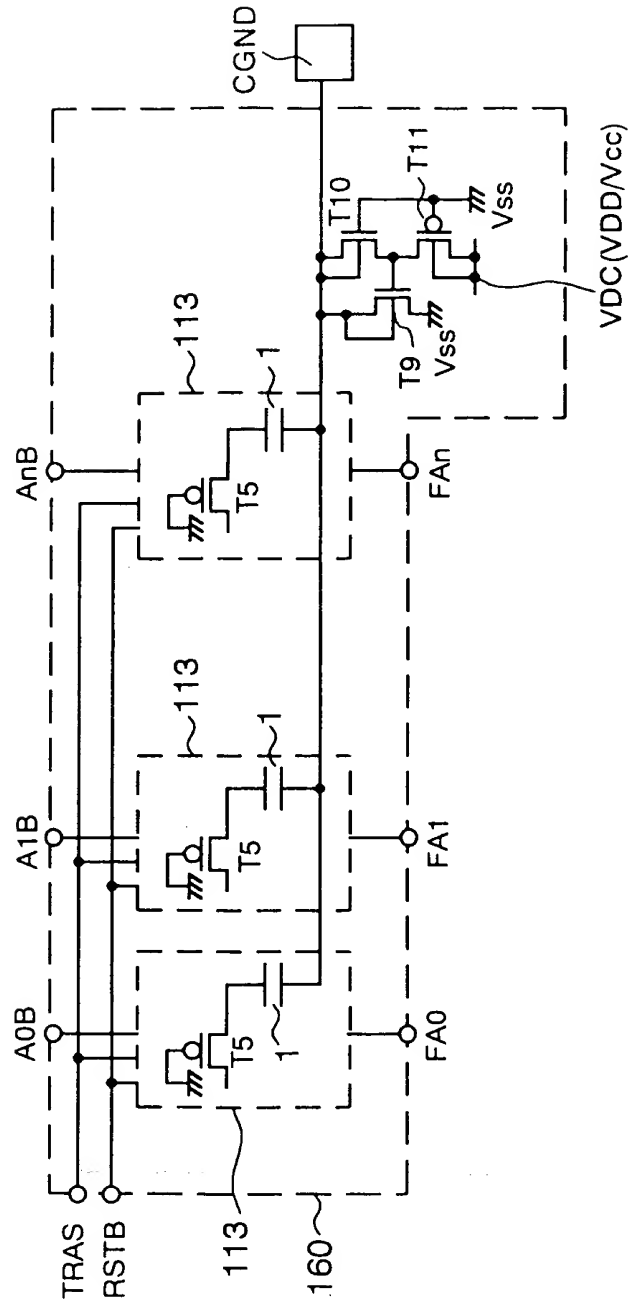 TRAS
RSTB
A0B
A1B
AnB
113
113
113
T5
T5
T5
1
1
1
160
FA0
FA1
FAn
CGND
T10
T11
T9
Vss
Vss
VDC(VDD/Vcc)